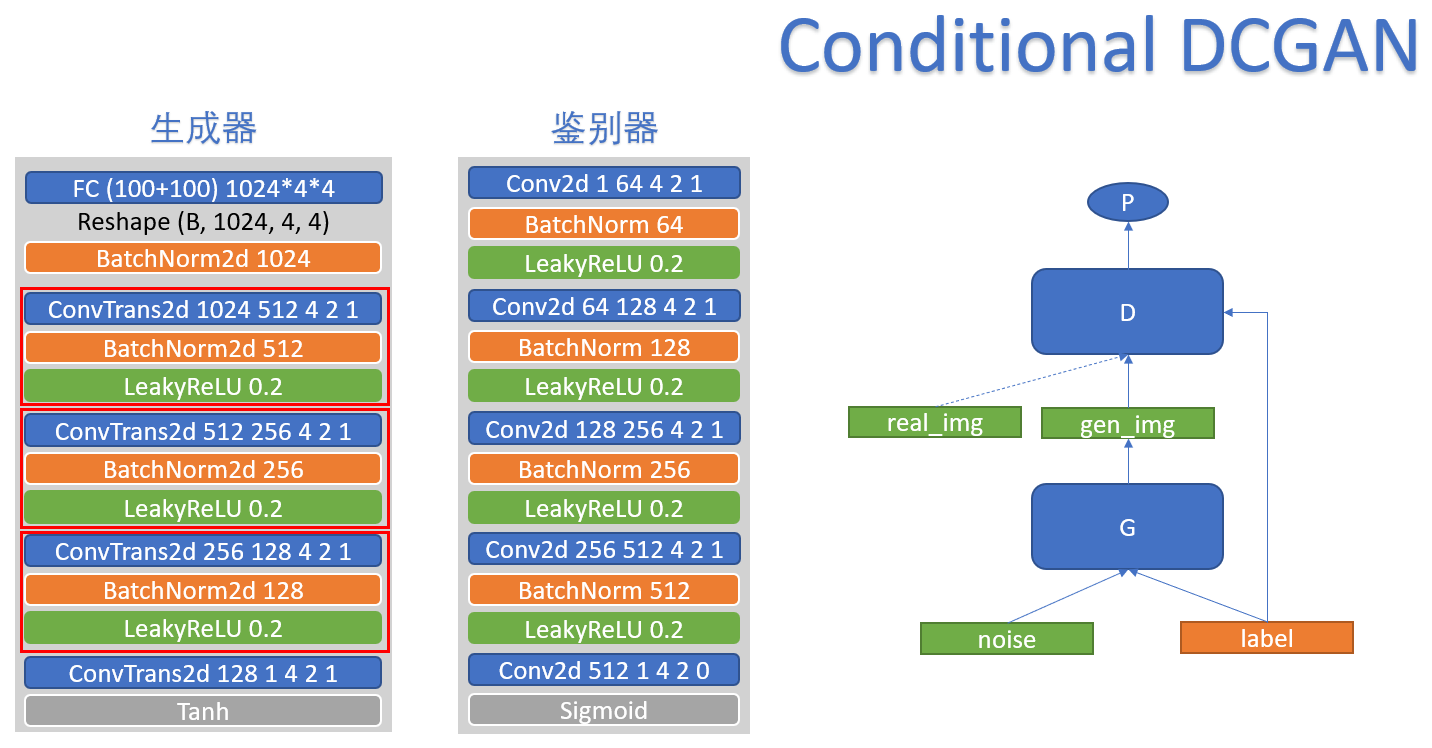 Conditional DCGAN
生成器
FC (100+100) 1024*4*4
Reshape (B, 1024, 4, 4)
BatchNorm2d 1024
ConvTrans2d 1024 512 4 2 1
BatchNorm2d 512
LeakyReLU 0.2
ConvTrans2d 512 256 4 2 1
BatchNorm2d 256
LeakyReLU 0.2
ConvTrans2d 256 128 4 2 1
BatchNorm2d 128
LeakyReLU 0.2
ConvTrans2d 128 1 4 2 1
Tanh
鉴别器
Conv2d 1 64 4 2 1
BatchNorm 64
LeakyReLU 0.2
Conv2d 64 128 4 2 1
BatchNorm 128
LeakyReLU 0.2
Conv2d 128 256 4 2 1
BatchNorm 256
LeakyReLU 0.2
Conv2d 256 512 4 2 1
BatchNorm 512
LeakyReLU 0.2
Conv2d 512 1 4 2 0
Sigmoid
P
D
real_img
gen_img
G
noise
label